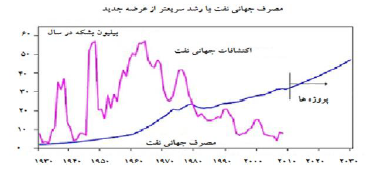 مصرف جهانی نفت با رشد سریعتر از عرضه جدید
بیلیون بشکه در سال
اکتشافات جهانی نفت
پروژه ها
مصرف جهانی نفت
۶۰
۵۰
۴۰
۳۰
۲۰
۱۰
۰
۱۹۳۰ ۱۹۴۰ ۱۹۵۰ ۱۹۶۰ ۱۹۷۰ ۱۹۸۰ ۱۹۹۰ ۲۰۰۰ ۲۰۱۰ ۲۰۲۰ ۲۰۳۰